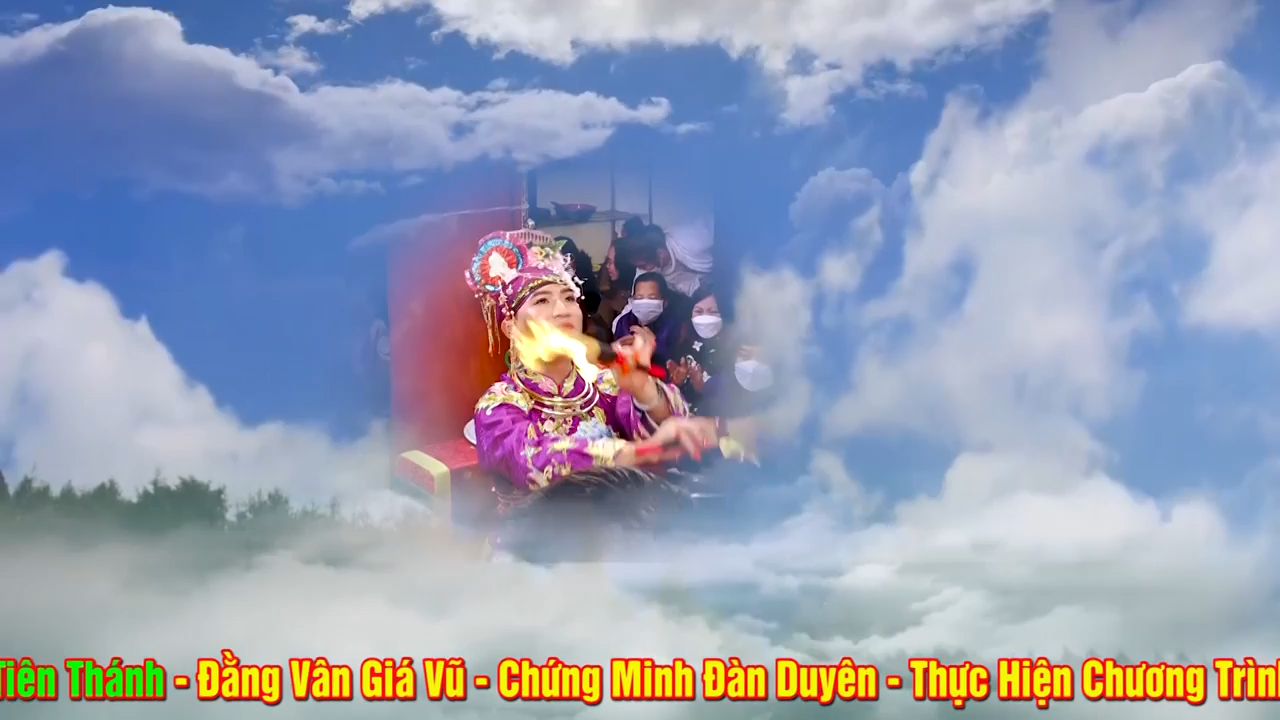 Tiên Thánh - Đằng Vân Giá Vũ - Chứng Minh Đàn Duyên - Thực Hiện Chương Trình